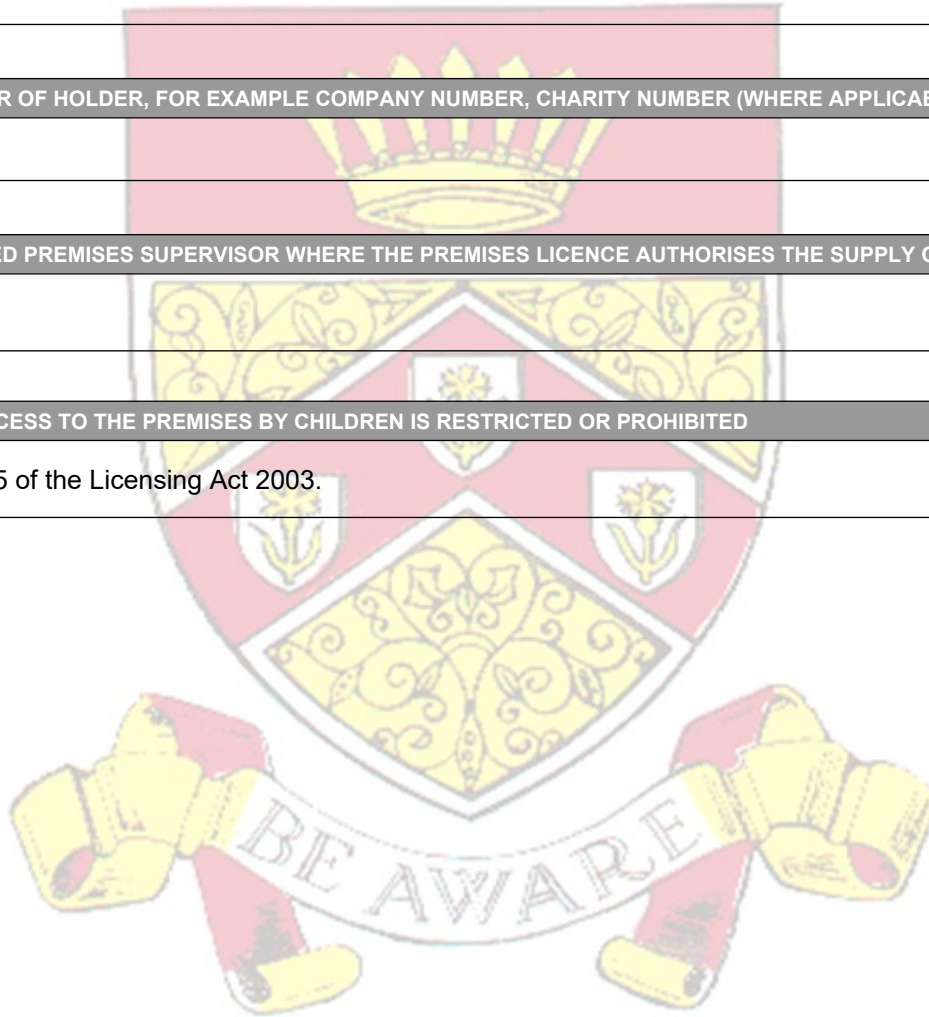 R OF HOLDER, FOR EXAMPLE COMPANY NUMBER, CHARITY NUMBER (WHERE APPLICAB
ED PREMISES SUPERVISOR WHERE THE PREMISES LICENCE AUTHORISES THE SUPPLY O
CESS TO THE PREMISES BY CHILDREN IS RESTRICTED OR PROHIBITED
5 of the Licensing Act 2003.
BE AWARE